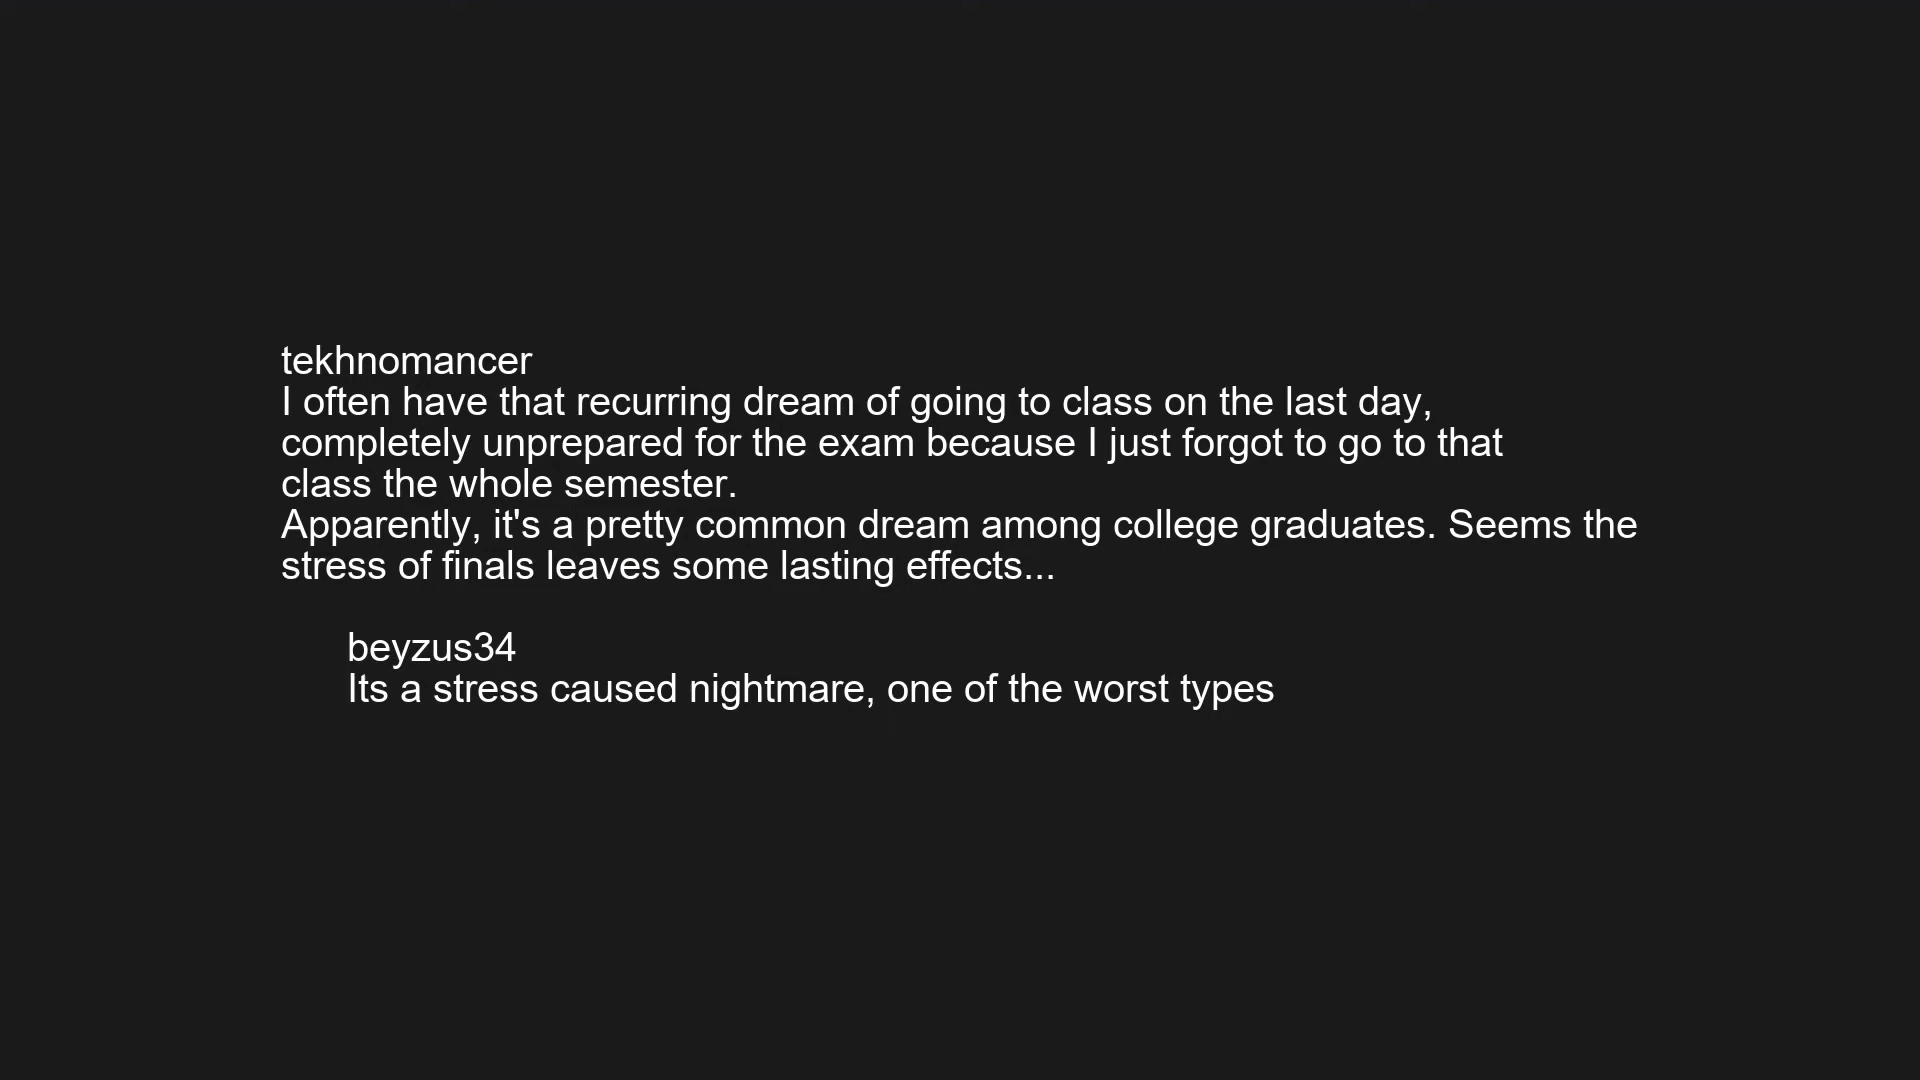 tekhnomancer
I often have that recurring dream of going to class on the last day,
completely unprepared for the exam because I just forgot to go to that
class the whole semester.
Apparently, it's a pretty common dream among college graduates. Seems the
stress of finals leaves some lasting effects...
beyzus34
Its a stress caused nightmare, one of the worst types